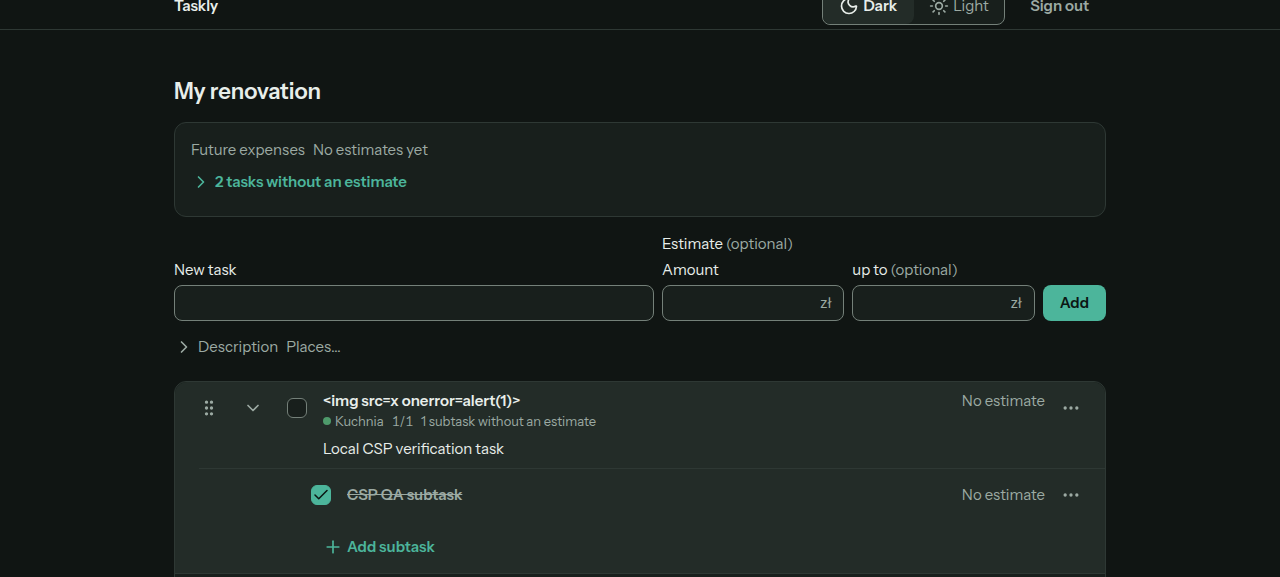 Taskly
Dark
Light
Sign out
My renovation
Future expenses No estimates yet
2 tasks without an estimate
Estimate (optional)
New task
Amount
up to (optional)
zł
zł
Add
Description Places...
<img src=x onerror=alert(1)>
No estimate
Kuchnia 1/1 1 subtask without an estimate
Local CSP verification task
CSP QA subtask
No estimate
Add subtask